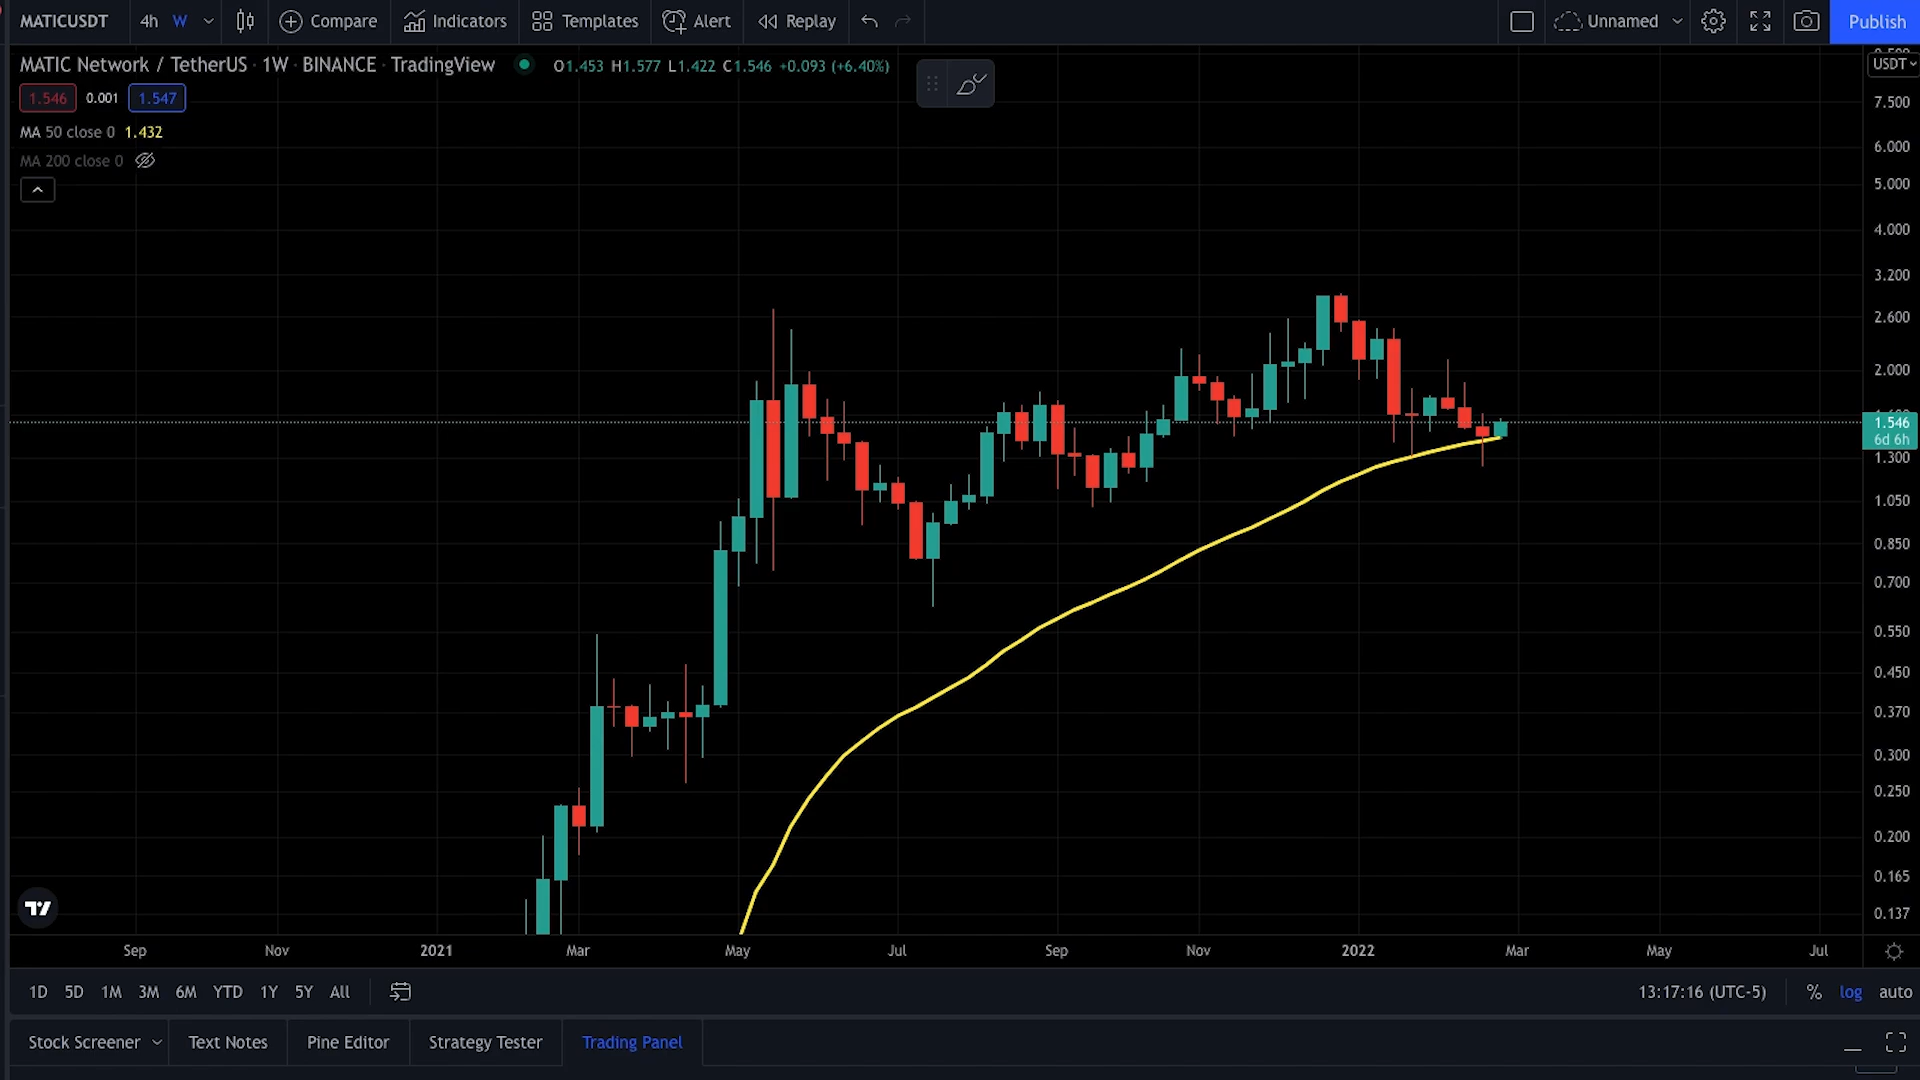 MATICUSDT 4h W Compare Indicators Templates Alert Replay Unnamed Publish
MATIC Network / TetherUS · 1W · BINANCE · TradingView O1.453 H1.577 L1.422 C1.546 +0.093 (+6.40%)
USDT
1.546 0.001 1.547
MA 50 close 0 1.432
MA 200 close 0
7.500
6.000
5.000
4.000
3.200
2.600
2.000
1.546
6d 6h
1.300
1.050
0.850
0.700
0.550
0.450
0.370
0.300
0.250
0.200
0.165
0.137
Sep Nov 2021 Mar May Jul Sep Nov 2022 Mar May Jul
1D 5D 1M 3M 6M YTD 1Y 5Y All 13:17:16 (UTC-5) % log auto
Stock Screener Text Notes Pine Editor Strategy Tester Trading Panel